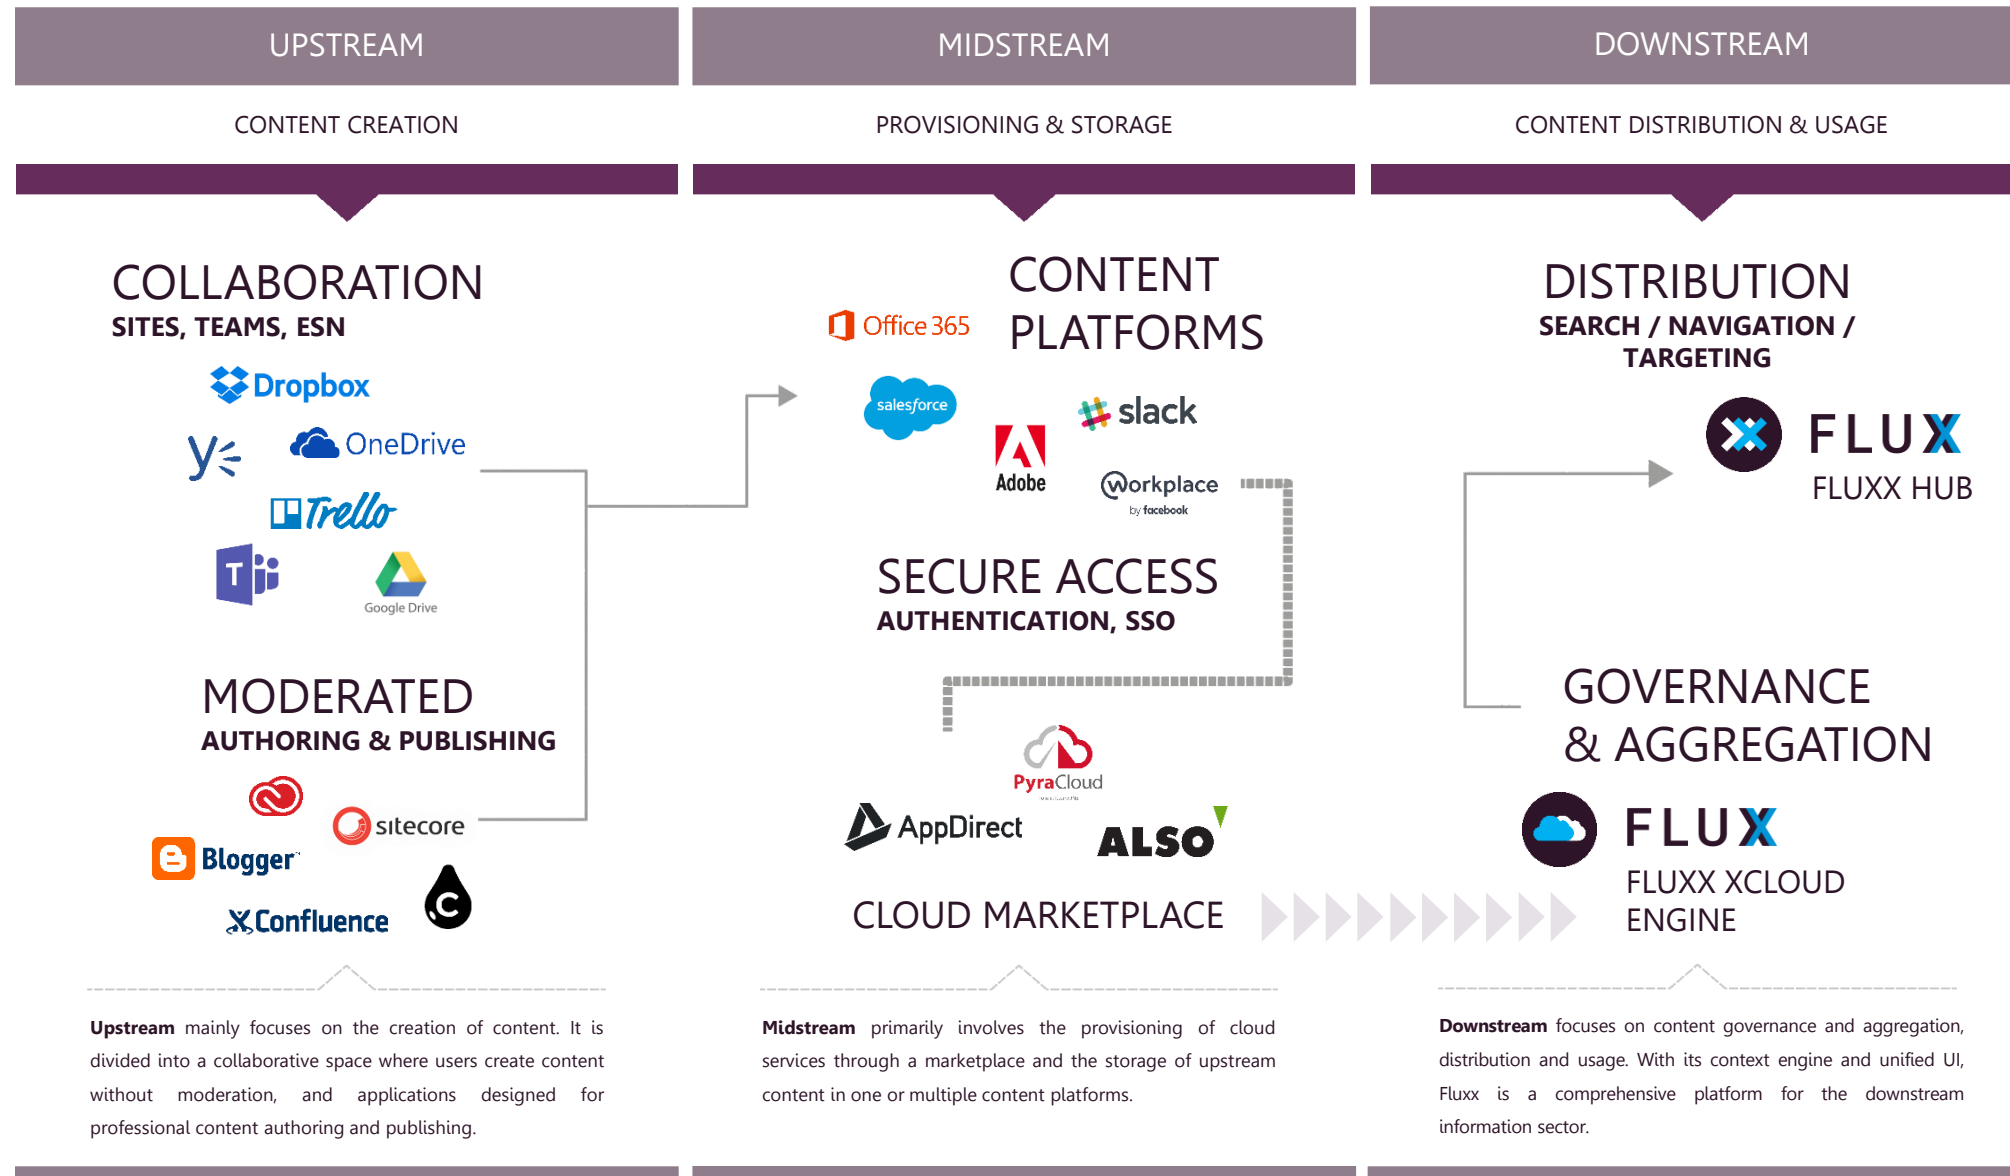 UPSTREAM
CONTENT CREATION
COLLABORATION
SITES, TEAMS, ESN
Dropbox
OneDrive
Trello
T
Google Drive
MODERATED
AUTHORING & PUBLISHING
sitecore
Blogger
C
Confluence
Upstream mainly focuses on the creation of content. It is
divided into a collaborative space where users create content
without moderation, and applications designed for
professional content authoring and publishing.
MIDSTREAM
PROVISIONING & STORAGE
CONTENT
PLATFORMS
Office 365
salesforce
slack
Adobe
workplace
by facebook
SECURE ACCESS
AUTHENTICATION, SSO
PyraCloud
AppDirect
ALSO
CLOUD MARKETPLACE
Midstream primarily involves the provisioning of cloud
services through a marketplace and the storage of upstream
content in one or multiple content platforms.
DOWNSTREAM
CONTENT DISTRIBUTION & USAGE
DISTRIBUTION
SEARCH / NAVIGATION /
TARGETING
FLUX
FLUXX HUB
GOVERNANCE
& AGGREGATION
FLUX
FLUXX XCLOUD
ENGINE
Downstream focuses on content governance and aggregation,
distribution and usage. With its context engine and unified UI,
Fluxx is a comprehensive platform for the downstream
information sector.